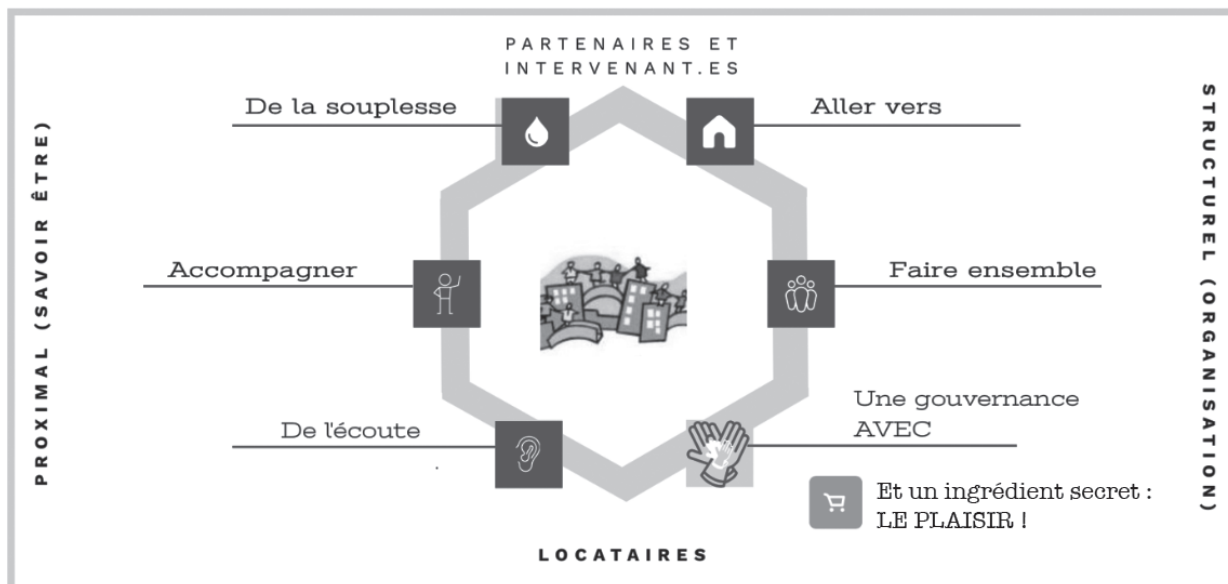 PARTENAIRES ET
INTERVENANT.ES
De la souplesse
Aller vers
PROXIMAL (SAVOIR ÊTRE)
STRUCTUREL (ORGANISATION)
Accompagner
Faire ensemble
De l'écoute
Une gouvernance
AVEC
Et un ingrédient secret :
LE PLAISIR !
LOCATAIRES